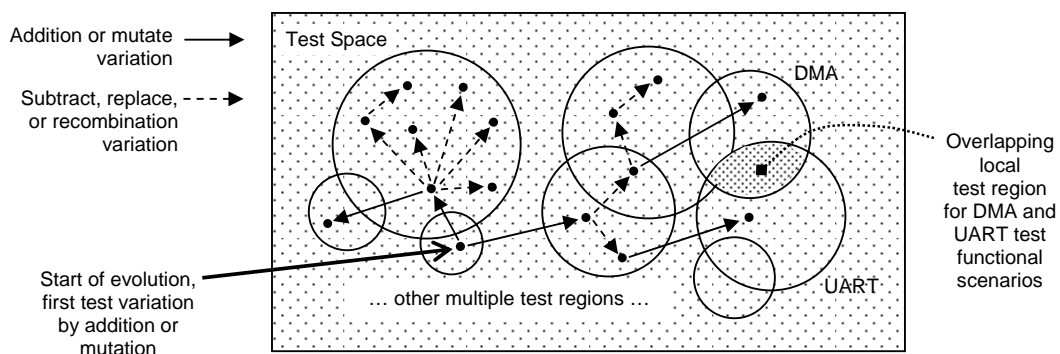 Addition or mutate
variation
Subtract, replace,
or recombination
variation
Start of evolution,
first test variation
by addition or
mutation
Test Space
DMA
UART
… other multiple test regions …
Overlapping
local
test region
for DMA and
UART test
functional
scenarios